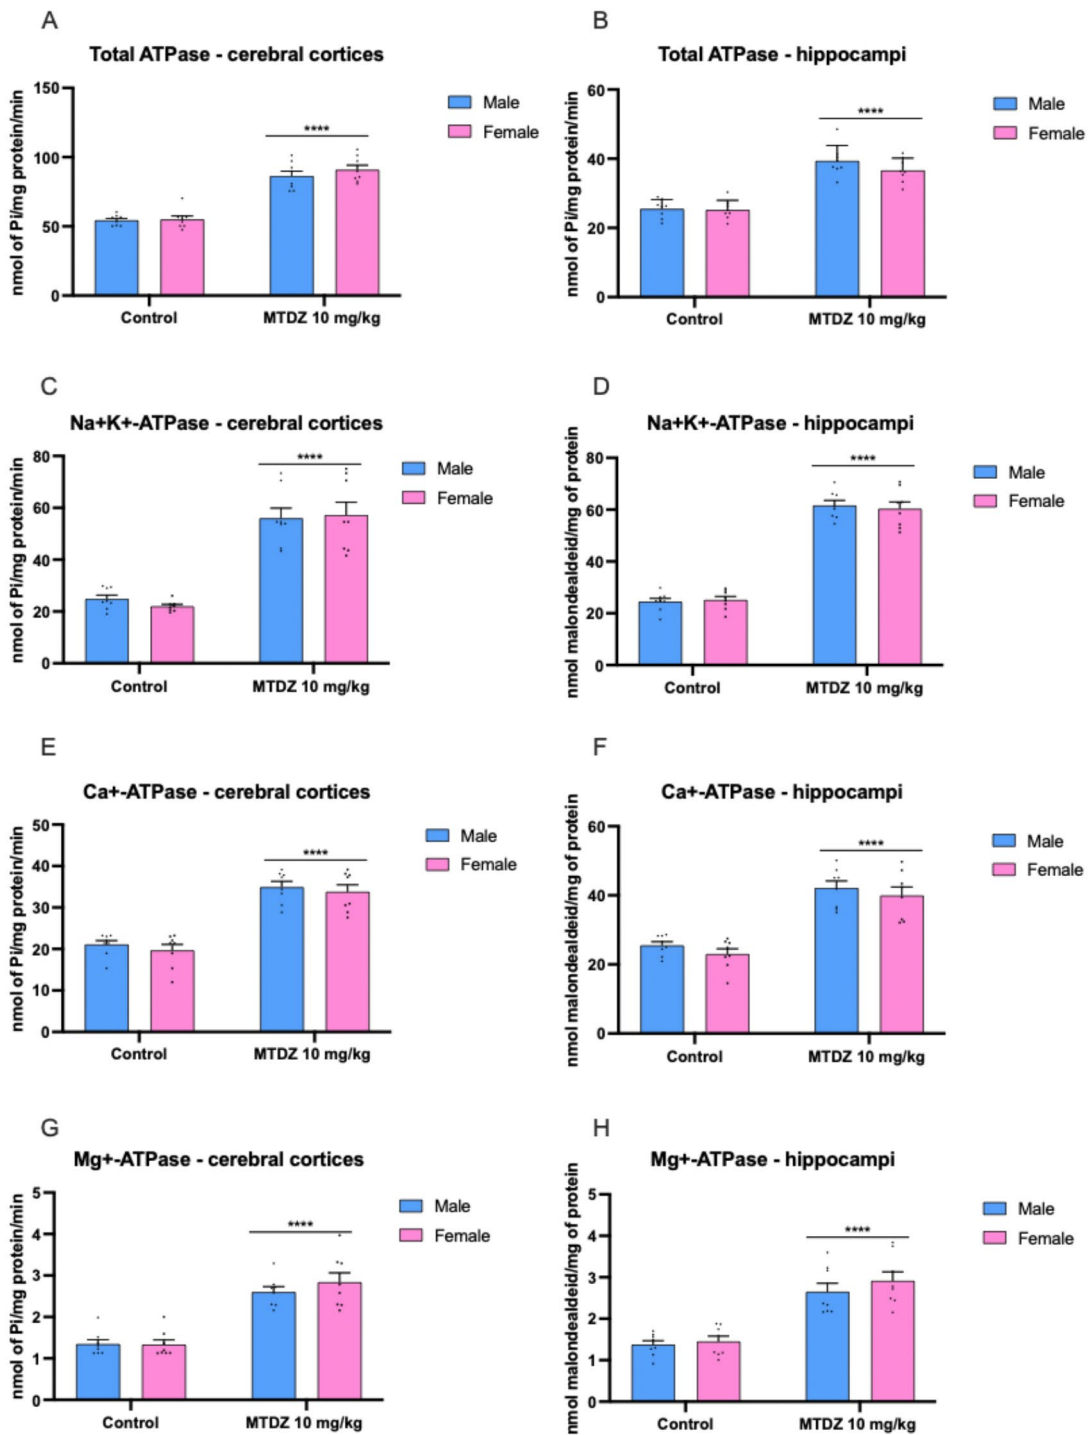 A
Total ATPase - cerebral cortices
nmol of Pi/mg protein/min
150
100
50
0
****
Control
MTDZ 10 mg/kg
Male
Female
B
Total ATPase - hippocampi
nmol of Pi/mg protein/min
60
40
20
0
****
Control
MTDZ 10 mg/kg
Male
Female
C
Na+K+-ATPase - cerebral cortices
nmol of Pi/mg protein/min
80
60
40
20
0
****
Control
MTDZ 10 mg/kg
Male
Female
D
Na+K+-ATPase - hippocampi
nmol malondealdeid/mg of protein
80
60
40
20
0
****
Control
MTDZ 10 mg/kg
Male
Female
E
Ca+-ATPase - cerebral cortices
nmol of Pi/mg protein/min
50
40
30
20
10
0
****
Control
MTDZ 10 mg/kg
Male
Female
F
Ca+-ATPase - hippocampi
nmol malondealdeid/mg of protein
60
40
20
0
****
Control
MTDZ 10 mg/kg
Male
Female
G
Mg+-ATPase - cerebral cortices
nmol of Pi/mg protein/min
5
4
3
2
1
0
****
Control
MTDZ 10 mg/kg
Male
Female
H
Mg+-ATPase - hippocampi
nmol malondealdeid/mg of protein
5
4
3
2
1
0
****
Control
MTDZ 10 mg/kg
Male
Female